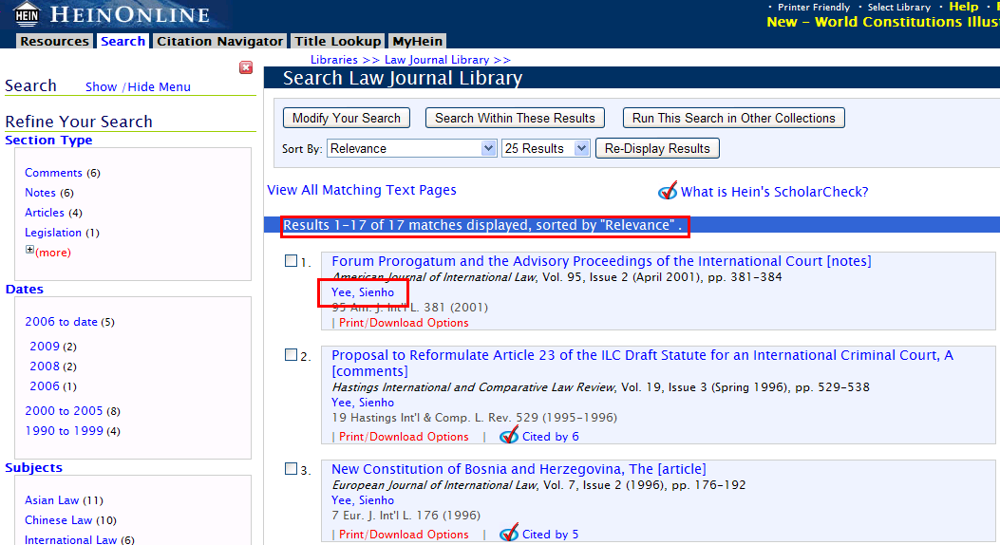 HEIN HEINONLINE
· Printer Friendly · Select Library · Help ·
New - World Constitutions Illus
Resources Search Citation Navigator Title Lookup MyHein
Libraries >> Law Journal Library >>
Search Law Journal Library
Search Show /Hide Menu
Refine Your Search
Section Type
Comments (6)
Notes (6)
Articles (4)
Legislation (1)
(more)
Dates
2006 to date (5)
2009 (2)
2008 (2)
2006 (1)
2000 to 2005 (8)
1990 to 1999 (4)
Subjects
Asian Law (11)
Chinese Law (10)
International Law (6)
Modify Your Search Search Within These Results Run This Search in Other Collections
Sort By: Relevance 25 Results Re-Display Results
View All Matching Text Pages What is Hein's ScholarCheck?
Results 1-17 of 17 matches displayed, sorted by "Relevance" .
1. Forum Prorogatum and the Advisory Proceedings of the International Court [notes]
American Journal of International Law, Vol. 95, Issue 2 (April 2001), pp. 381-384
Yee, Sienho
95 Am. J. Int'l L. 381 (2001)
| Print/Download Options
2. Proposal to Reformulate Article 23 of the ILC Draft Statute for an International Criminal Court, A
[comments]
Hastings International and Comparative Law Review, Vol. 19, Issue 3 (Spring 1996), pp. 529-538
Yee, Sienho
19 Hastings Int'l & Comp. L. Rev. 529 (1995-1996)
| Print/Download Options | Cited by 6
3. New Constitution of Bosnia and Herzegovina, The [article]
European Journal of International Law, Vol. 7, Issue 2 (1996), pp. 176-192
Yee, Sienho
7 Eur. J. Int'l L. 176 (1996)
| Print/Download Options | Cited by 5